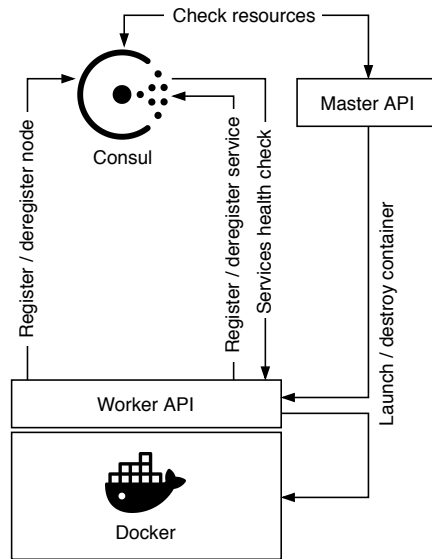 Check resources
Master API
Consul
Register / deregister node
Register / deregister service
Services health check
Launch / destroy container
Worker API
Docker